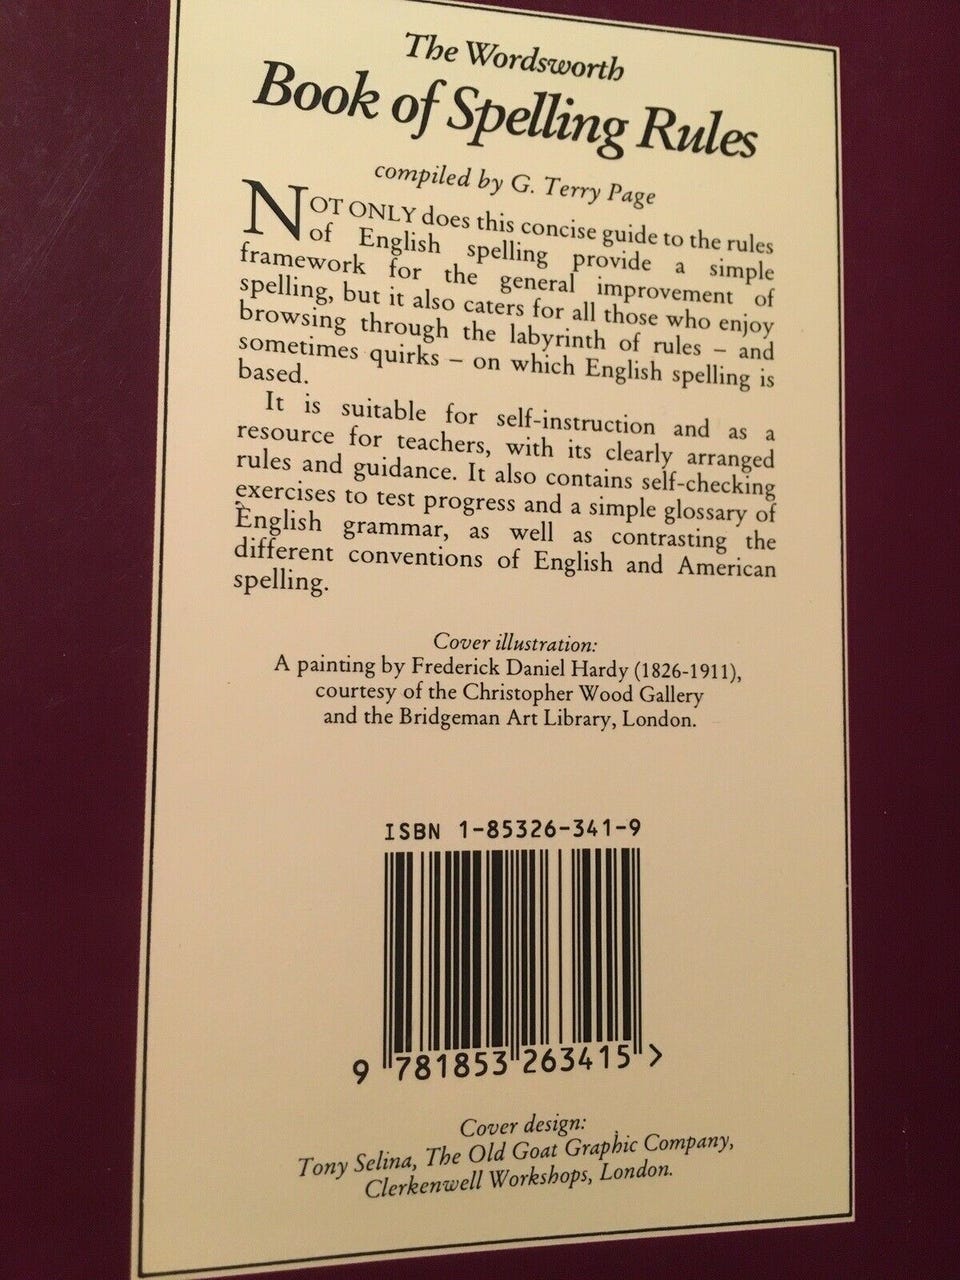 The Wordsworth
Book of Spelling Rules
compiled by G. Terry Page
NOT ONLY does this concise guide to the rules
of English spelling provide a simple
framework for the general improvement of
spelling, but it also caters for all those who enjoy
browsing through the labyrinth of rules – and
sometimes quirks – on which English spelling is
based.
It is suitable for self-instruction and as a
resource for teachers, with its clearly arranged
rules and guidance. It also contains self-checking
exercises to test progress and a simple glossary of
English grammar, as well as contrasting the
different conventions of English and American
spelling.
Cover illustration:
A painting by Frederick Daniel Hardy (1826-1911),
courtesy of the Christopher Wood Gallery
and the Bridgeman Art Library, London.
ISBN 1-85326-341-9
9 781853 263415 >
Cover design:
Tony Selina, The Old Goat Graphic Company,
Clerkenwell Workshops, London.